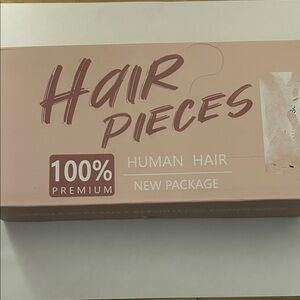 HAIR
PIECES
100%
PREMIUM
HUMAN HAIR
NEW PACKAGE